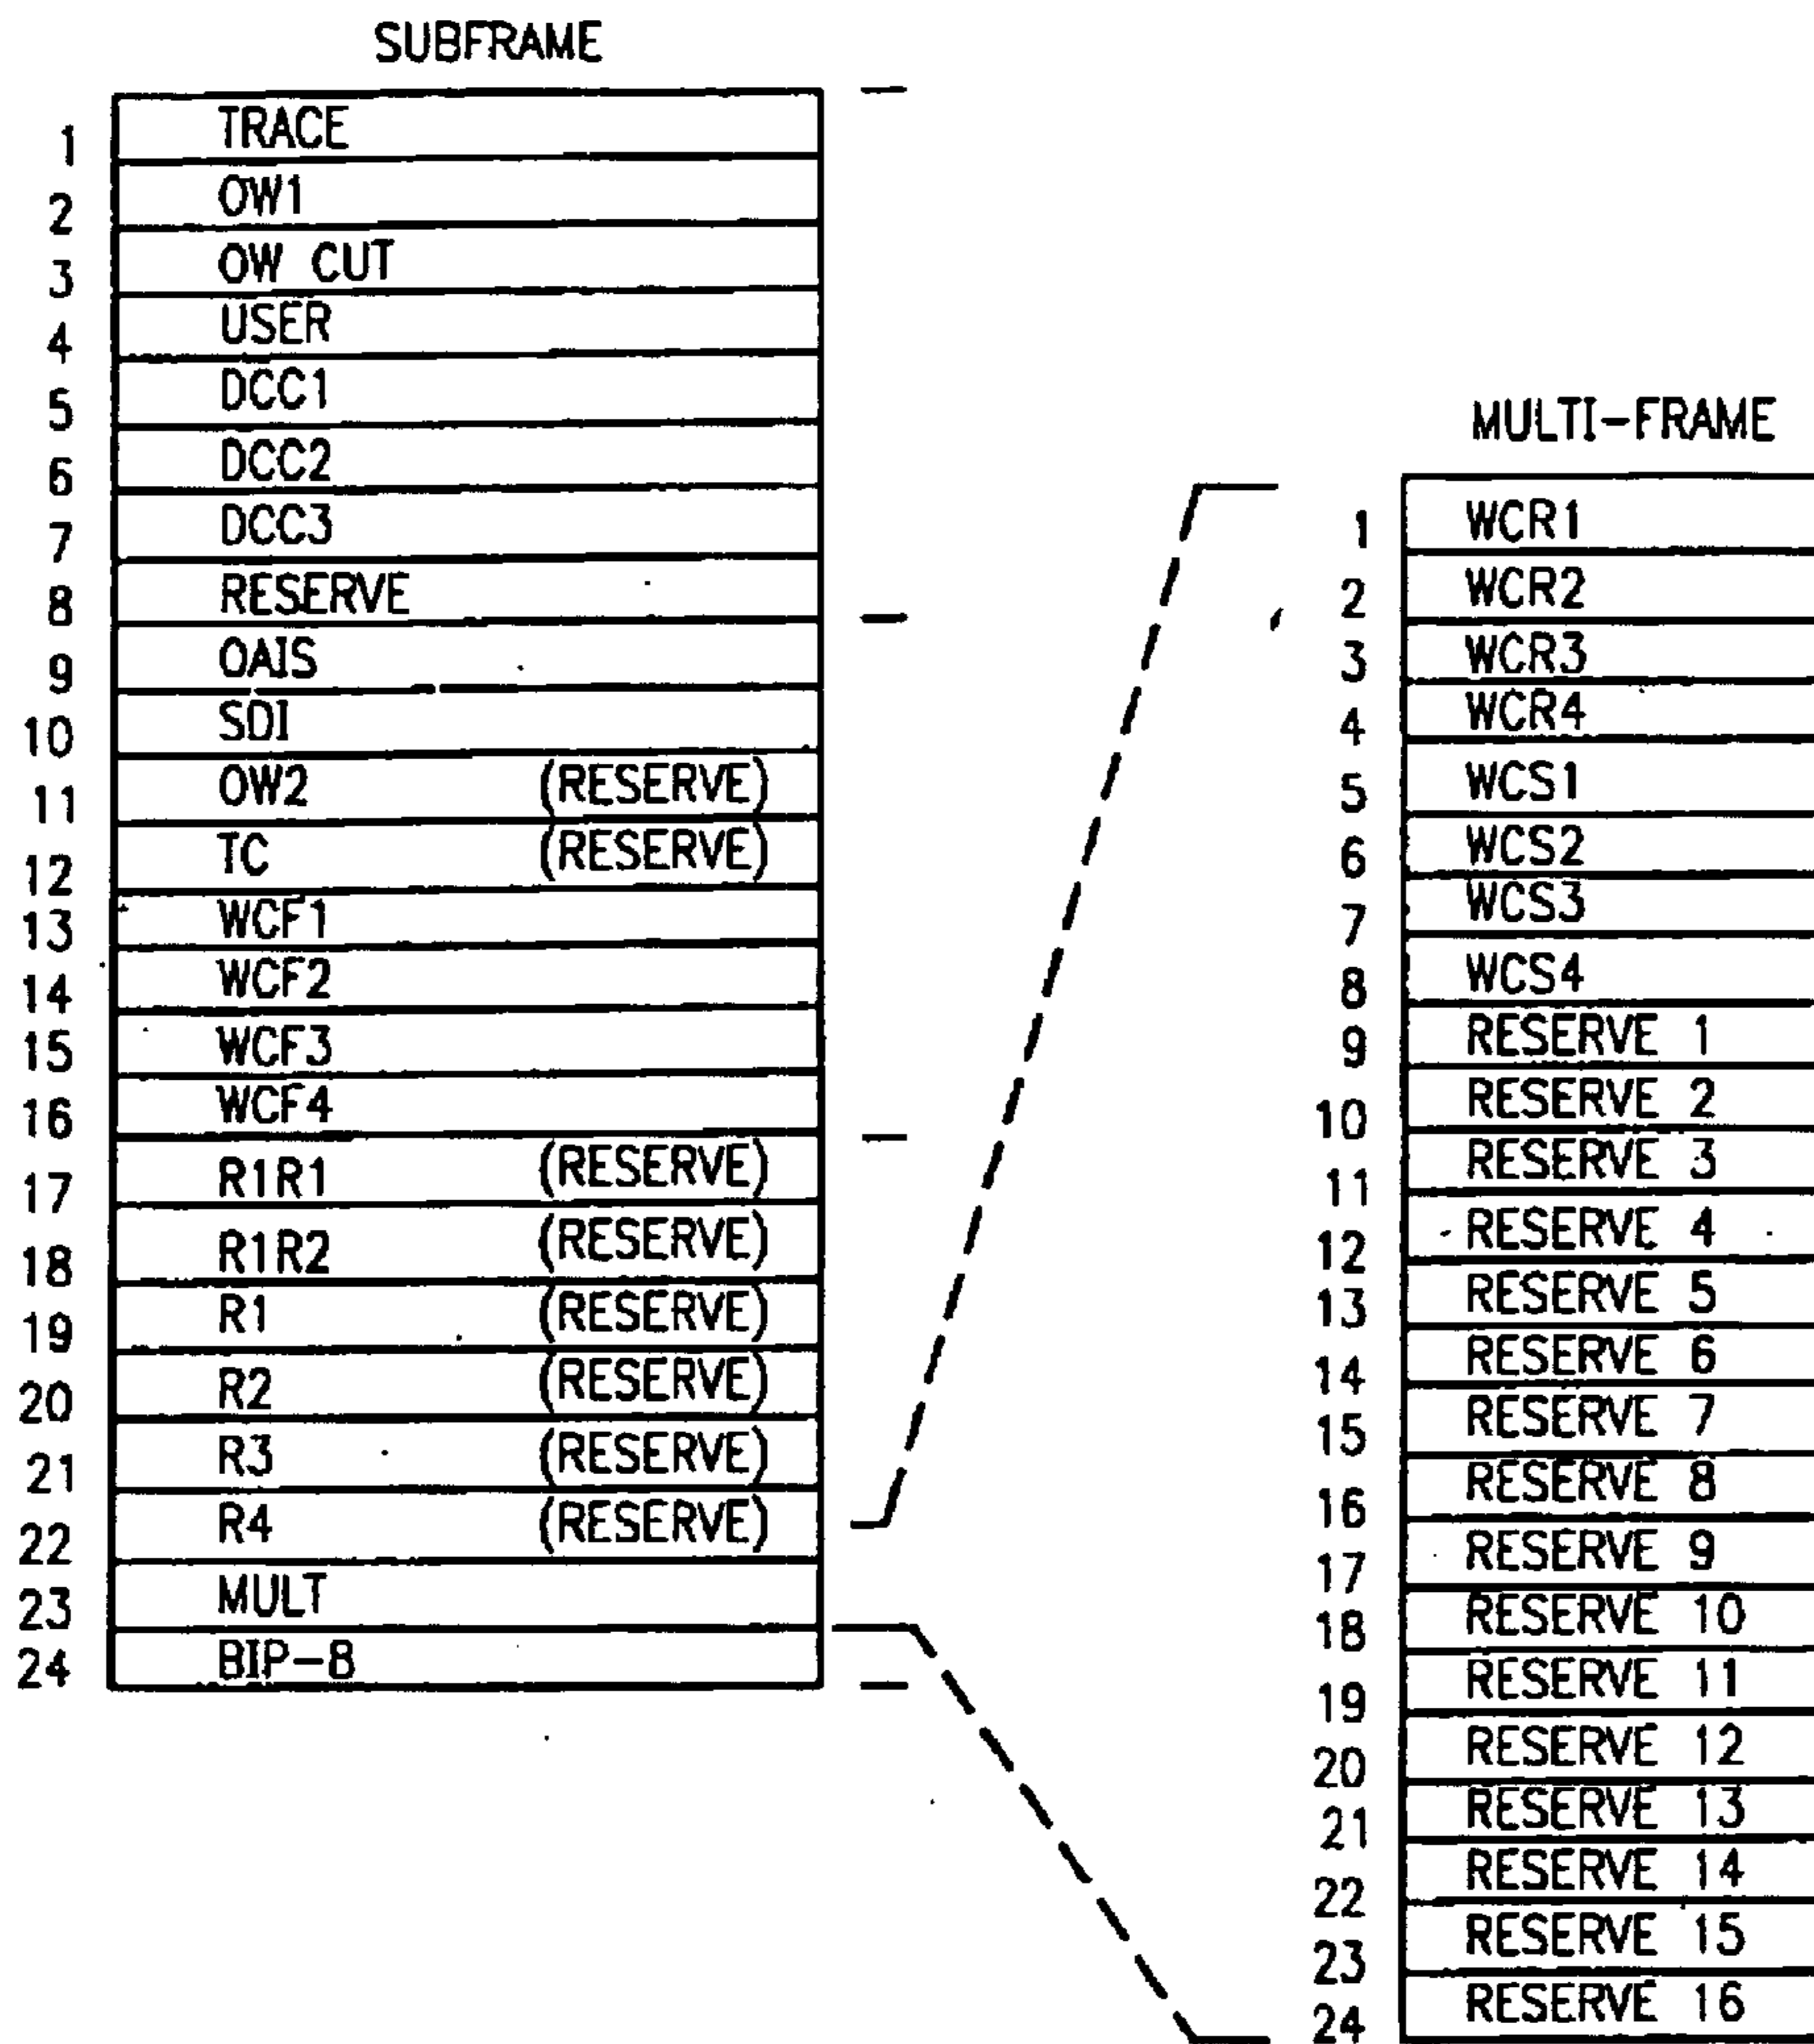 SUBFRAME
1 TRACE
2 OW1
3 OW CUT
4 USER
5 DCC1
6 DCC2
7 DCC3
8 RESERVE
9 OAIS
10 SDI
11 OW2 (RESERVE)
12 TC (RESERVE)
13 WCF1
14 WCF2
15 WCF3
16 WCF4
17 R1R1 (RESERVE)
18 R1R2 (RESERVE)
19 R1 (RESERVE)
20 R2 (RESERVE)
21 R3 (RESERVE)
22 R4 (RESERVE)
23 MULT
24 BIP-8
MULTI-FRAME
1 WCR1
2 WCR2
3 WCR3
4 WCR4
5 WCS1
6 WCS2
7 WCS3
8 WCS4
9 RESERVE 1
10 RESERVE 2
11 RESERVE 3
12 RESERVE 4
13 RESERVE 5
14 RESERVE 6
15 RESERVE 7
16 RESERVE 8
17 RESERVE 9
18 RESERVE 10
19 RESERVE 11
20 RESERVE 12
21 RESERVE 13
22 RESERVE 14
23 RESERVE 15
24 RESERVE 16